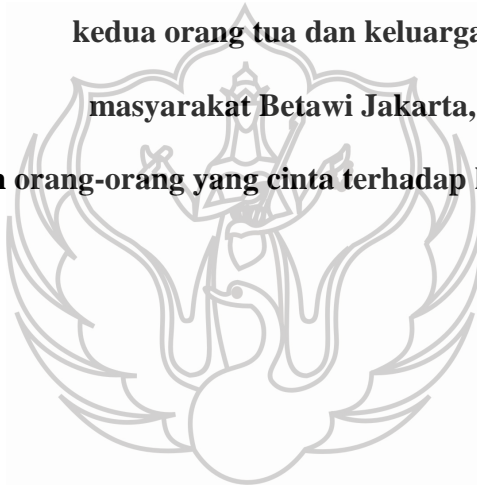 kedua orang tua dan keluarga
masyarakat Betawi Jakarta,
orang-orang yang cinta terhadap